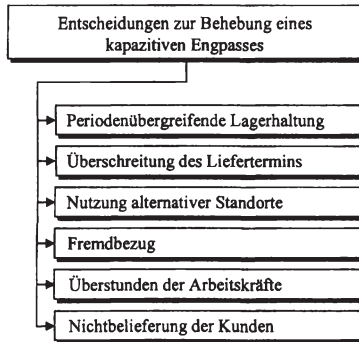 Entscheidungen zur Behebung eines
kapazitiven Engpasses
Periodenübergreifende Lagerhaltung
Überschreitung des Liefertermins
Nutzung alternativer Standorte
Fremdbezug
Überstunden der Arbeitskräfte
Nichtbelieferung der Kunden